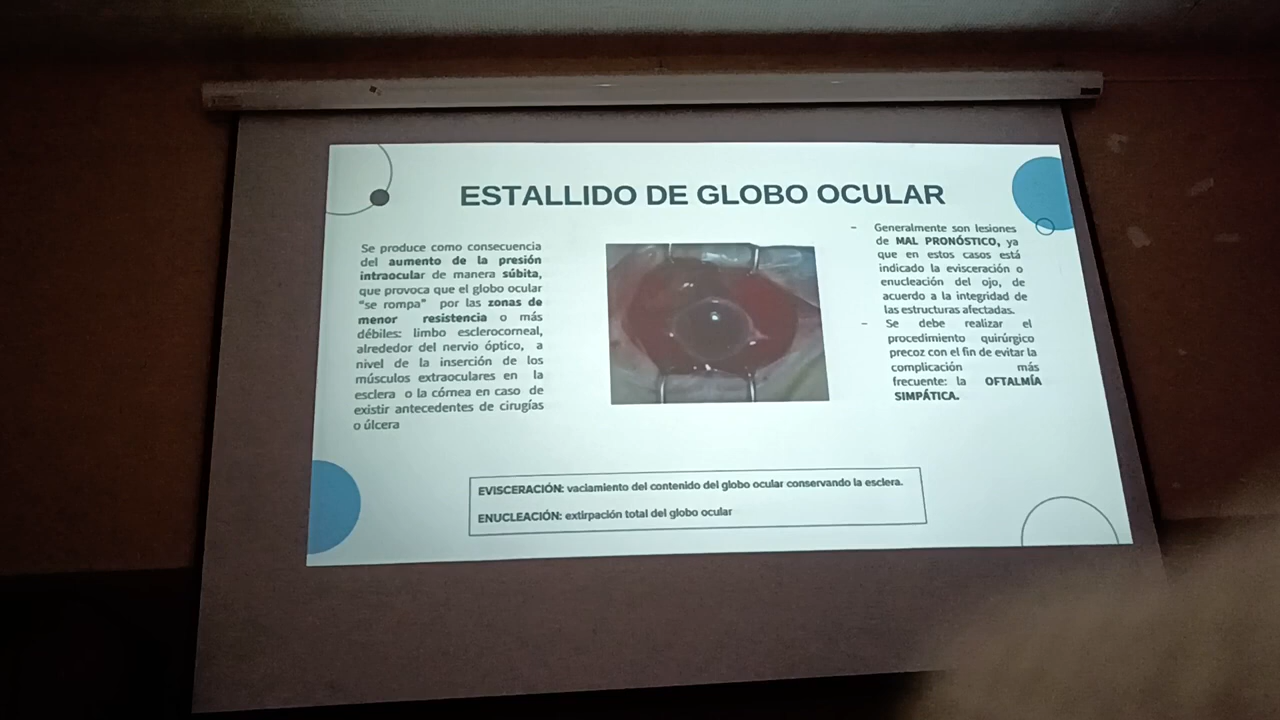 ESTALLIDO DE GLOBO OCULAR
Se produce como consecuencia
del aumento de la presión
intraocular de manera súbita,
que provoca que el globo ocular
"se rompa" por las zonas de
menor resistencia o más
débiles: limbo esclerocorneal,
alrededor del nervio óptico, a
nivel de la inserción de los
músculos extraoculares en la
esclera o la córnea en caso de
existir antecedentes de cirugías
o úlcera
- Generalmente son lesiones
de MAL PRONÓSTICO, ya
que en estos casos está
indicado la evisceración o
enucleación del ojo, de
acuerdo a la integridad de
las estructuras afectadas.
- Se debe realizar el
procedimiento quirúrgico
precoz con el fin de evitar la
complicación más
frecuente: la OFTALMÍA
SIMPÁTICA.
EVISCERACIÓN: vaciamiento del contenido del globo ocular conservando la esclera.
ENUCLEACIÓN: extirpación total del globo ocular